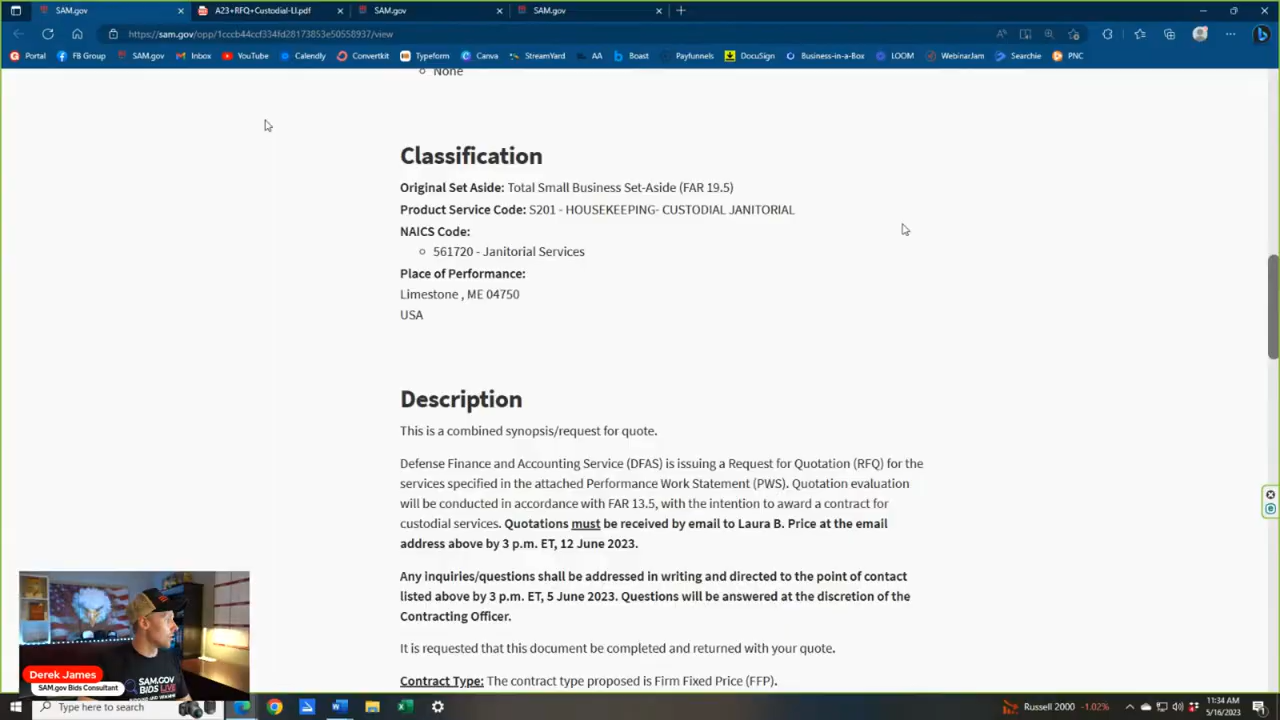 SAM.gov
A23+RFQ+Custodial-LI.pdf
SAM.gov
SAM.gov
https://sam.gov/opp/1cccb44ccf334fd28173853e50558937/view
Portal
FB Group
SAM.gov
Inbox
YouTube
Calendly
Convertkit
Typeform
Canva
StreamYard
AA
Boast
Payfunnels
DocuSign
Business-in-a-Box
LOOM
WebinarJam
Searchie
PNC
None
Classification
Original Set Aside: Total Small Business Set-Aside (FAR 19.5)
Product Service Code: S201 - HOUSEKEEPING- CUSTODIAL JANITORIAL
NAICS Code:
561720 - Janitorial Services
Place of Performance:
Limestone , ME 04750
USA
Description
This is a combined synopsis/request for quote.
Defense Finance and Accounting Service (DFAS) is issuing a Request for Quotation (RFQ) for the
services specified in the attached Performance Work Statement (PWS). Quotation evaluation
will be conducted in accordance with FAR 13.5, with the intention to award a contract for
custodial services. Quotations must be received by email to Laura B. Price at the email
address above by 3 p.m. ET, 12 June 2023.
Any inquiries/questions shall be addressed in writing and directed to the point of contact
listed above by 3 p.m. ET, 5 June 2023. Questions will be answered at the discretion of the
Contracting Officer.
It is requested that this document be completed and returned with your quote.
Contract Type: The contract type proposed is Firm Fixed Price (FFP).
Derek James
SAM.gov Bids Consultant
SAM.GOV
BIDS LIVE
Type here to search
Russell 2000 -1.02%
11:34 AM
5/16/2023